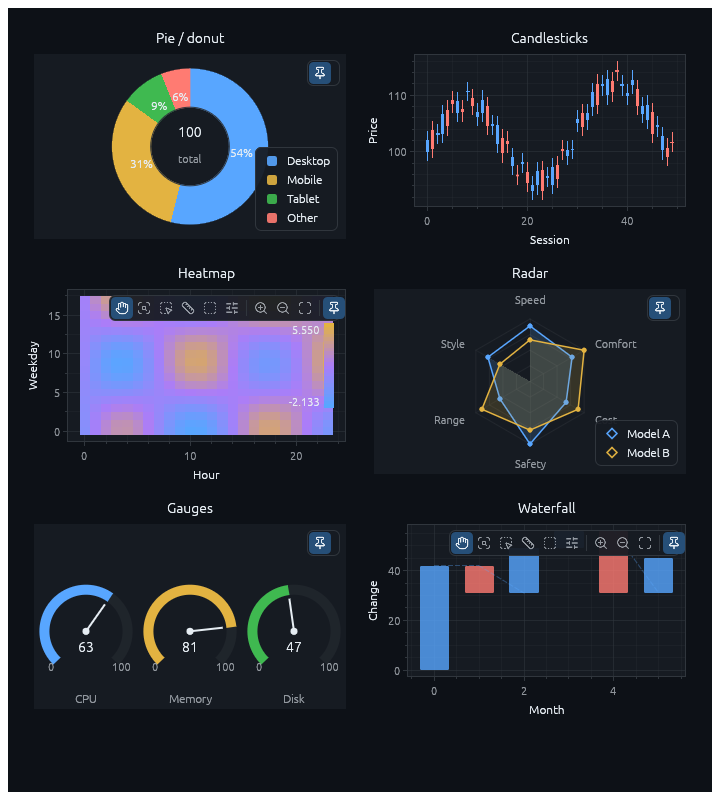 Pie / donut
100
total
54%
31%
9%
6%
Desktop
Mobile
Tablet
Other
Candlesticks
Price
110
100
0
20
40
Session
Heatmap
Weekday
15
10
5
0
5.550
-2.133
0
20
Hour
Radar
Speed
Comfort
Cost
Safety
Range
Style
Model A
Model B
Gauges
63
0
100
CPU
81
0
100
Memory
47
0
100
Disk
Waterfall
Change
40
20
0
0
2
4
Month